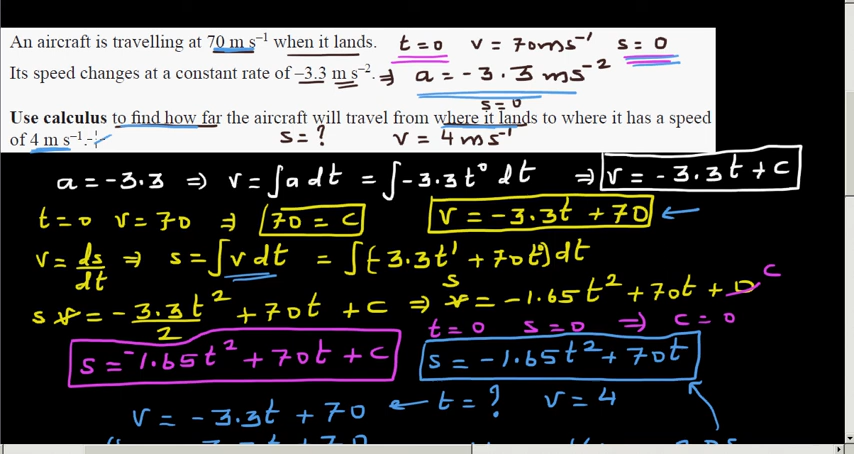 An aircraft is travelling at 70 m s⁻¹ when it lands. t=0 v=70ms⁻¹ s=0
Its speed changes at a constant rate of –3.3 m s⁻². ⇒ a=-3.3ms⁻²
s=0
Use calculus to find how far the aircraft will travel from where it lands to where it has a speed
of 4 m s⁻¹. s=? v=4ms⁻¹
a=-3.3 ⇒ v=∫a dt = ∫-3.3t⁰ dt ⇒ v=-3.3t+c
t=0 v=70 ⇒ 70=c v=-3.3t+70 ←
v=ds/dt ⇒ s=∫v dt = ∫(-3.3t¹+70t⁰)dt
s = -3.3t²/2 + 70t + c ⇒ s = -1.65t²+70t+ c
t=0 s=0 ⇒ c=0
s=-1.65t²+70t+c s=-1.65t²+70t
v=-3.3t+70 ← t=? v=4